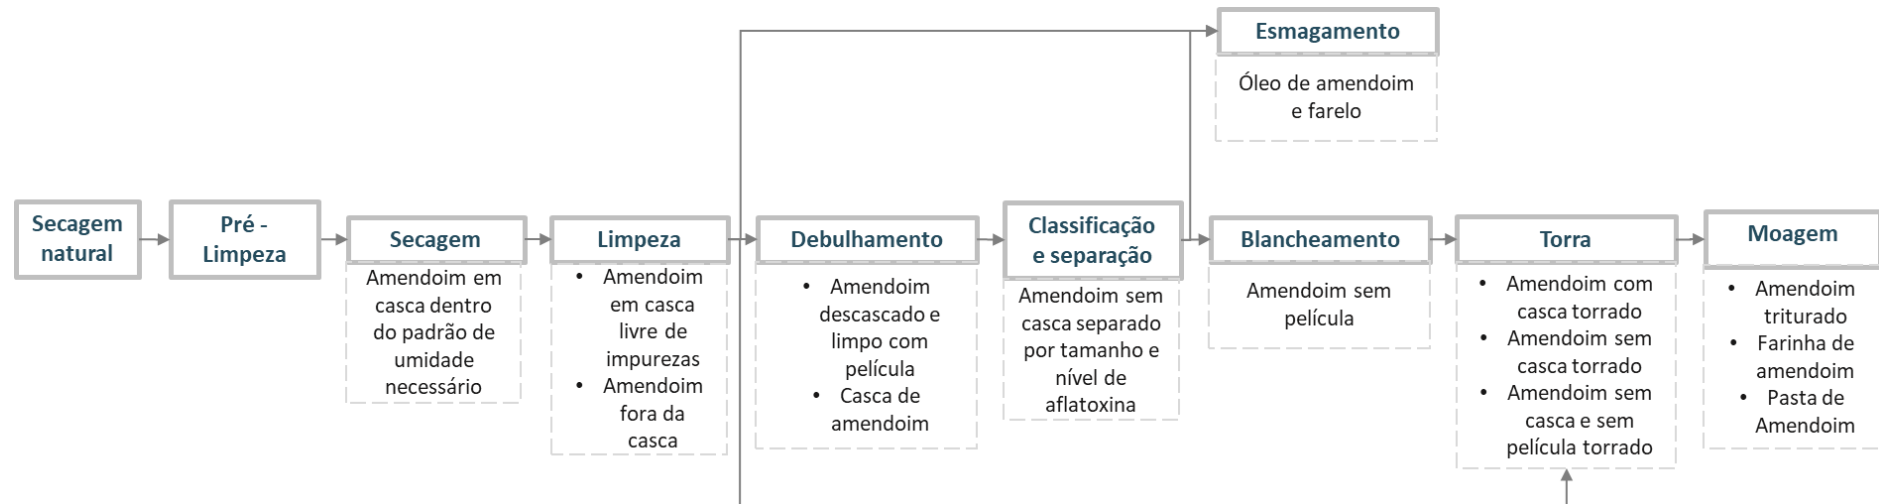 Esmagamento
Óleo de amendoim
e farelo
Secagem
natural
Pré -
Limpeza
Secagem
Amendoim em
casca dentro
do padrão de
umidade
necessário
Limpeza
• Amendoim
em casca
livre de
impurezas
• Amendoim
fora da
casca
Debulhamento
• Amendoim
descascado e
limpo com
película
• Casca de
amendoim
Classificação
e separação
Amendoim sem
casca separado
por tamanho e
nível de
aflatoxina
Blancheamento
Amendoim sem
película
Torra
• Amendoim com
casca torrado
• Amendoim sem
casca torrado
• Amendoim sem
casca e sem
película torrado
Moagem
• Amendoim
triturado
• Farinha de
amendoim
• Pasta de
Amendoim